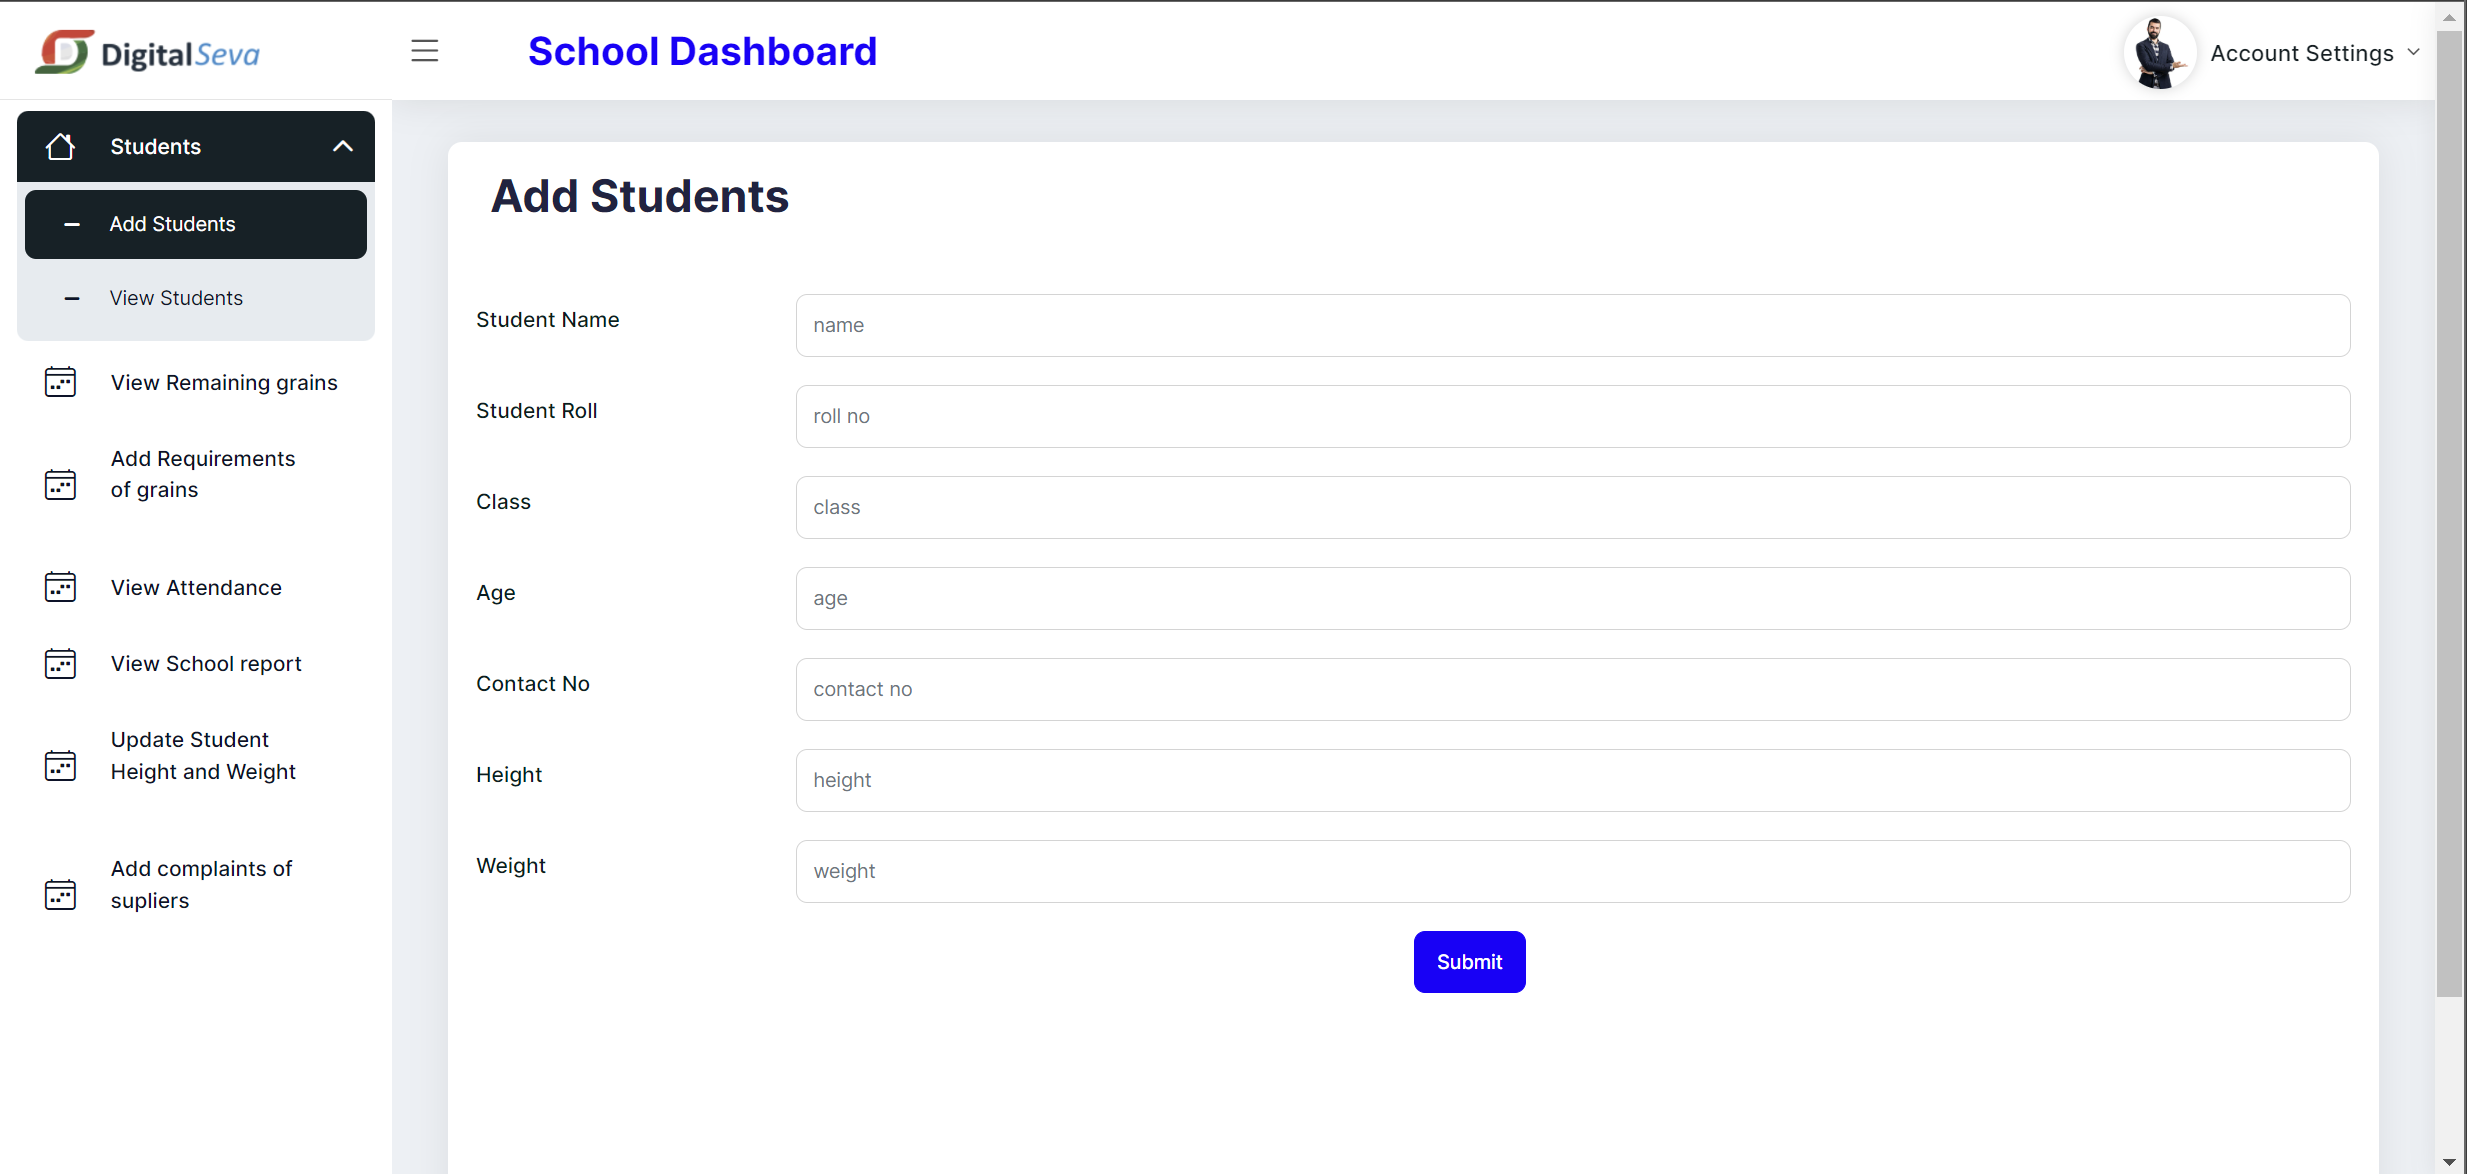 DigitalSeva
School Dashboard
Account Settings
Students
Add Students
View Students
View Remaining grains
Add Requirements
of grains
View Attendance
View School report
Update Student
Height and Weight
Add complaints of
supliers
Add Students
Student Name
name
Student Roll
roll no
Class
class
Age
age
Contact No
contact no
Height
height
Weight
weight
Submit